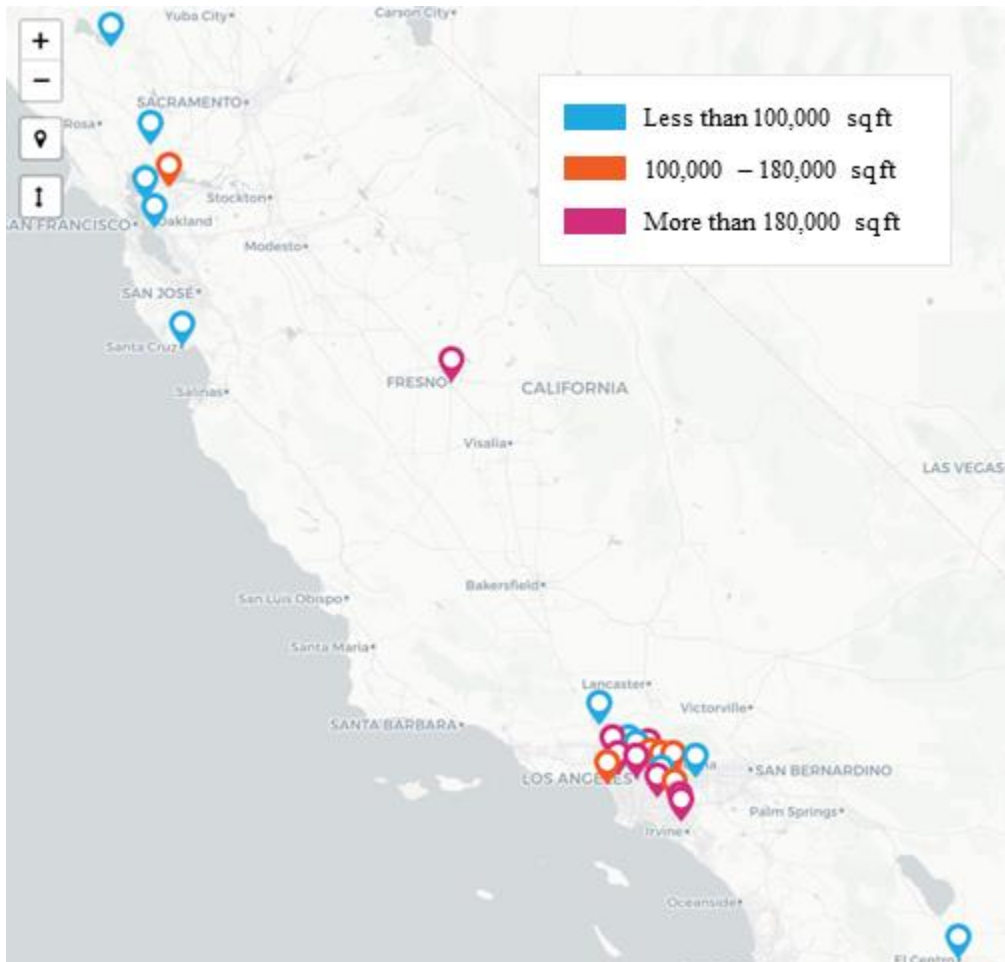 Yuba City
Carson City
+
−
SACRAMENTO
Rosa
Stockton
SAN FRANCISCO
Oakland
Modesto
SAN JOSÉ
Santa Cruz
Salinas
FRESNO
CALIFORNIA
Visalia
LAS VEGAS
Bakersfield
San Luis Obispo
Santa Maria
Lancaster
Victorville
SANTA BARBARA
LOS ANGELES
na
SAN BERNARDINO
Palm Springs
Irvine
Oceanside
El Centro
Less than 100,000 sq ft
100,000 – 180,000 sq ft
More than 180,000 sq ft